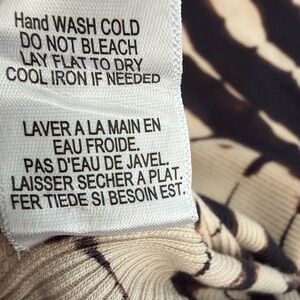 Hand WASH COLD
DO NOT BLEACH
LAY FLAT TO DRY
COOL IRON IF NEEDED
LAVER A LA MAIN EN
EAU FROIDE.
PAS D'EAU DE JAVEL.
LAISSER SECHER A PLAT.
FER TIEDE SI BESOIN EST.